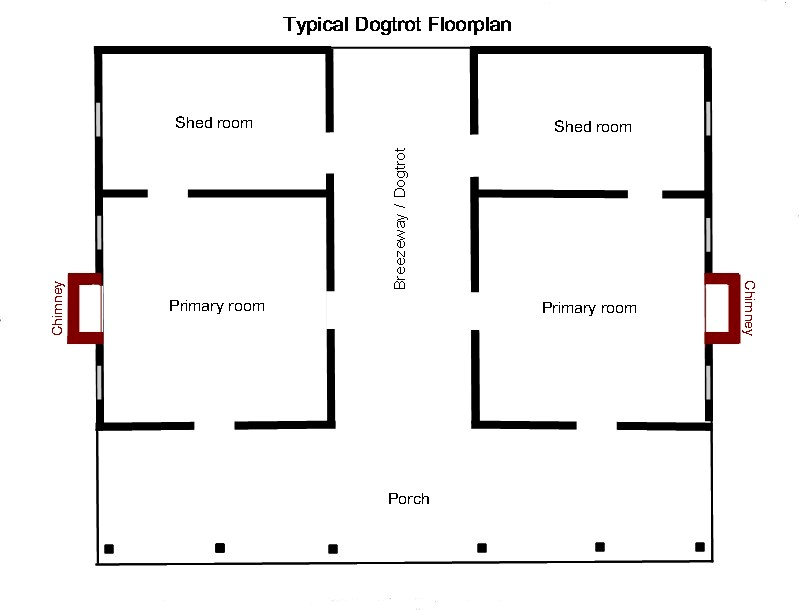 Typical Dogtrot Floorplan
Shed room
Shed room
Breezeway / Dogtrot
Chimney
Primary room
Primary room
Chimney
Porch